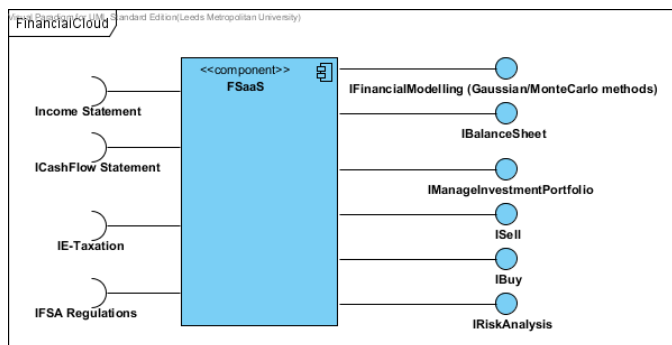 Visual Paradigm for UML Standard Edition(Leeds Metropolitan University)
FinancialCloud
<<component>>
FSaaS
Income Statement
ICashFlow Statement
IE-Taxation
IFSA Regulations
IFinancialModelling (Gaussian/MonteCarlo methods)
IBalanceSheet
IManageInvestmentPortfolio
ISell
IBuy
IRiskAnalysis